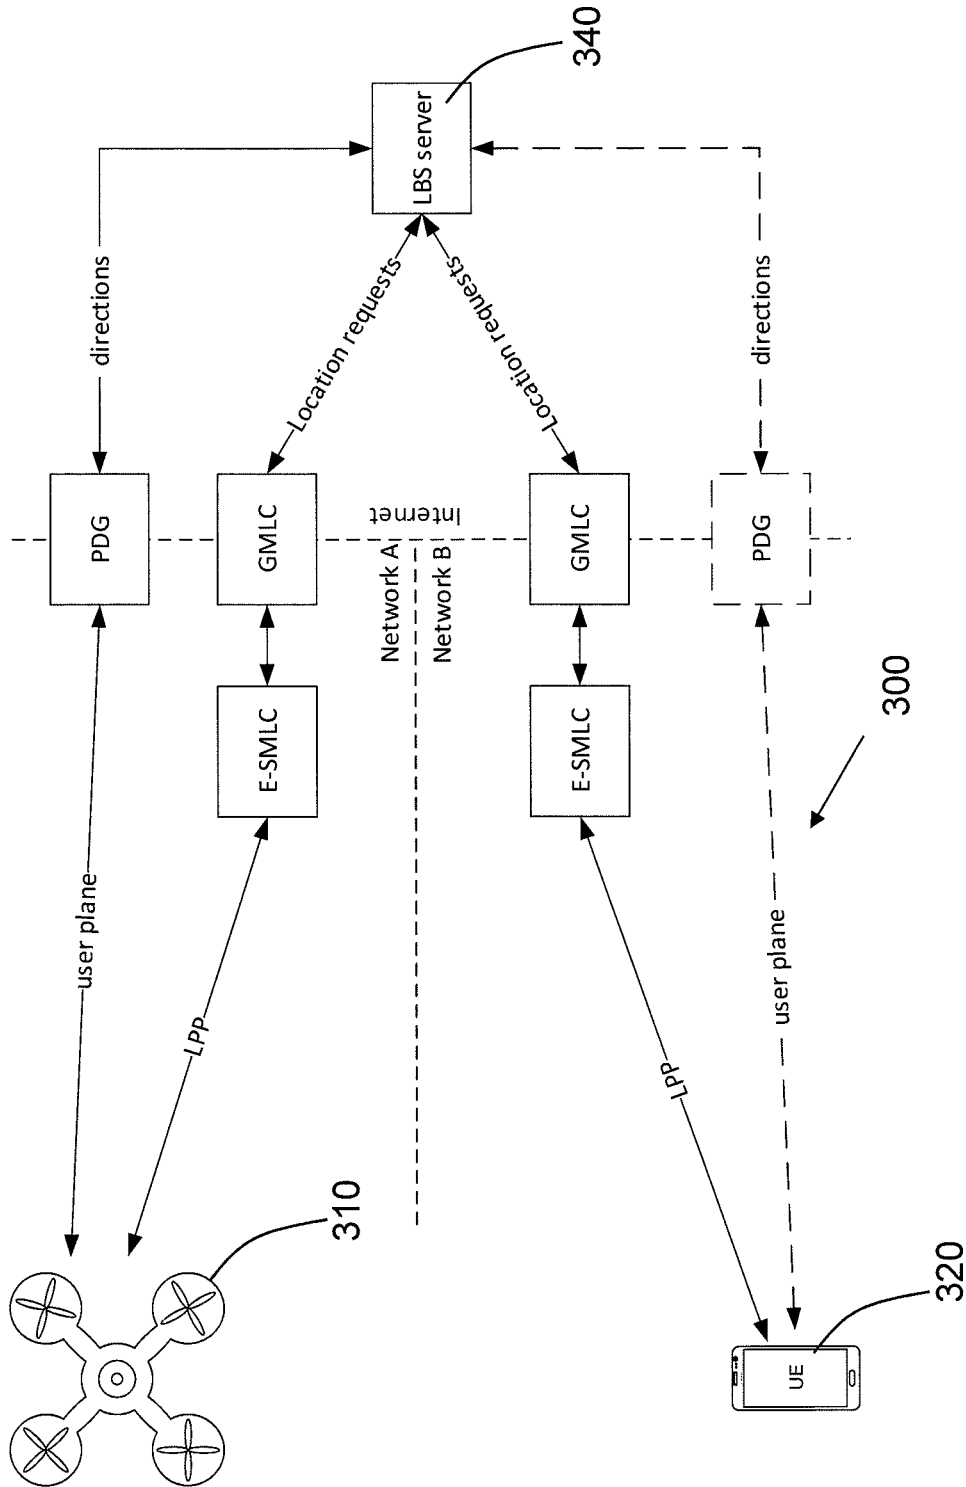 340
LBS server
directions
Location requests
Location requests
directions
PDG
GMLC
Internet
GMLC
PDG
Network A
Network B
E-SMLC
E-SMLC
300
user plane
LPP
LPP
user plane
310
320
UE